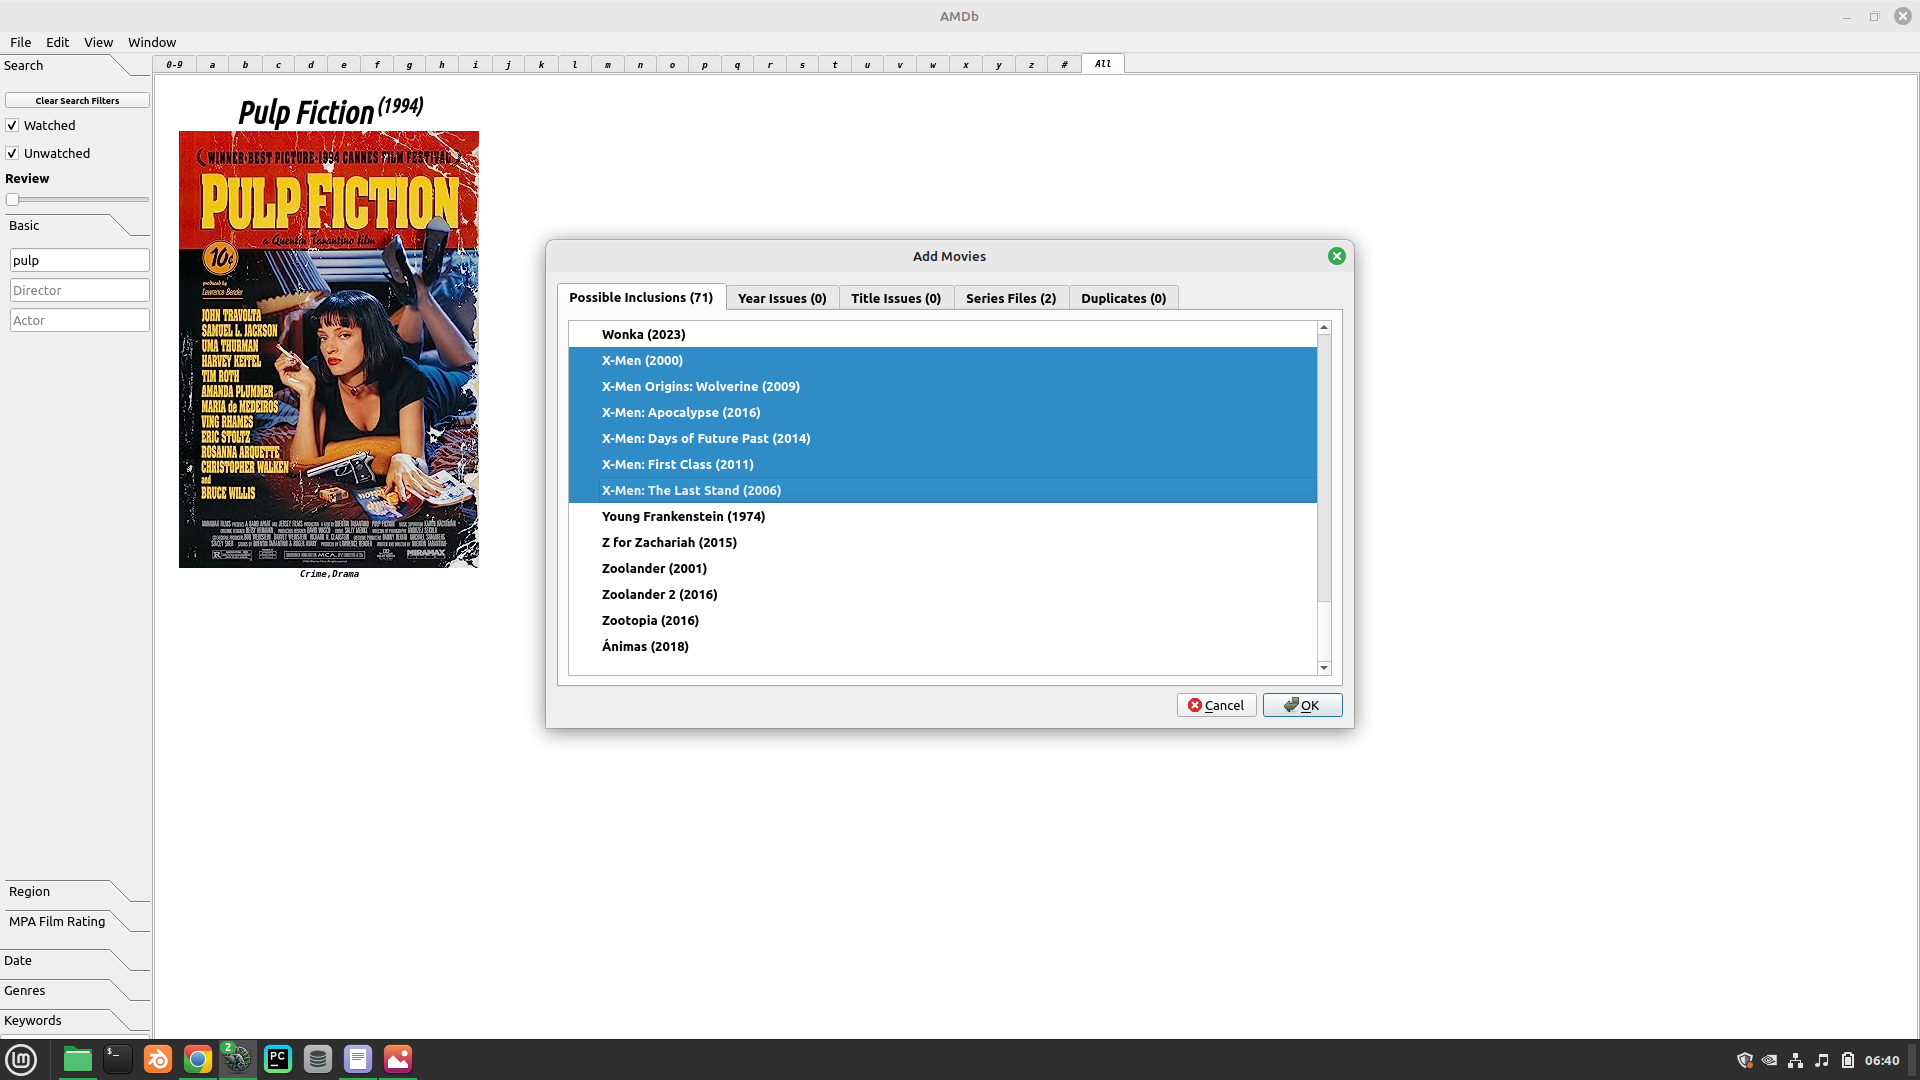 AMDb
File Edit View Window
Search
0-9 a b c d e f g h i j k l m n o p q r s t u v w x y z # All
Clear Search Filters
Watched
Unwatched
Review
Basic
pulp
Director
Actor
Region
MPA Film Rating
Date
Genres
Keywords
Pulp Fiction (1994)
WINNER·BEST PICTURE·1994 CANNES FILM FESTIVAL
PULP FICTION
a Quentin Tarantino film
10¢
produced by
Lawrence Bender
JOHN TRAVOLTA
SAMUEL L. JACKSON
UMA THURMAN
HARVEY KEITEL
TIM ROTH
AMANDA PLUMMER
MARIA de MEDEIROS
VING RHAMES
ERIC STOLTZ
ROSANNA ARQUETTE
CHRISTOPHER WALKEN
and
BRUCE WILLIS
R
MIRAMAX
Crime,Drama
Add Movies
Possible Inclusions (71) Year Issues (0) Title Issues (0) Series Files (2) Duplicates (0)
Wonka (2023)
X-Men (2000)
X-Men Origins: Wolverine (2009)
X-Men: Apocalypse (2016)
X-Men: Days of Future Past (2014)
X-Men: First Class (2011)
X-Men: The Last Stand (2006)
Young Frankenstein (1974)
Z for Zachariah (2015)
Zoolander (2001)
Zoolander 2 (2016)
Zootopia (2016)
Ánimas (2018)
Cancel OK
lm
$_
2
PC
06:40